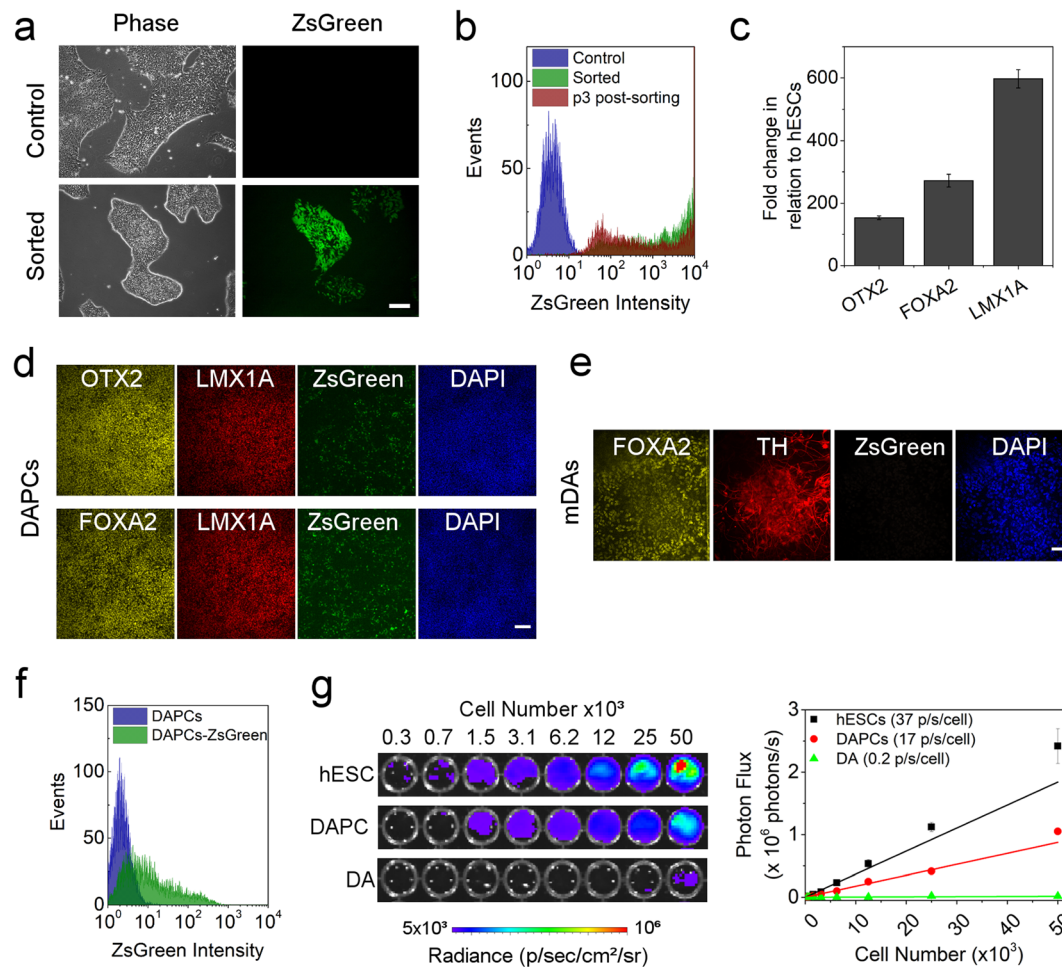 a
Phase
ZsGreen
Control
Sorted
b
Control
Sorted
p3 post-sorting
Events
100
50
0
10⁰
10¹
10²
10³
10⁴
ZsGreen Intensity
c
Fold change in
relation to hESCs
600
400
200
0
OTX2
FOXA2
LMX1A
d
DAPCs
OTX2
LMX1A
ZsGreen
DAPI
FOXA2
LMX1A
ZsGreen
DAPI
e
mDAs
FOXA2
TH
ZsGreen
DAPI
f
DAPCs
DAPCs-ZsGreen
Events
150
100
50
0
10⁰
10¹
10²
10³
10⁴
ZsGreen Intensity
g
Cell Number x10³
0.3 0.7 1.5 3.1 6.2 12 25 50
hESC
DAPC
DA
5x10³
10⁶
Radiance (p/sec/cm²/sr)
hESCs (37 p/s/cell)
DAPCs (17 p/s/cell)
DA (0.2 p/s/cell)
Photon Flux
(x 10⁶ photons/s)
3
2
1
0
0 10 20 30 40 50
Cell Number (x10³)